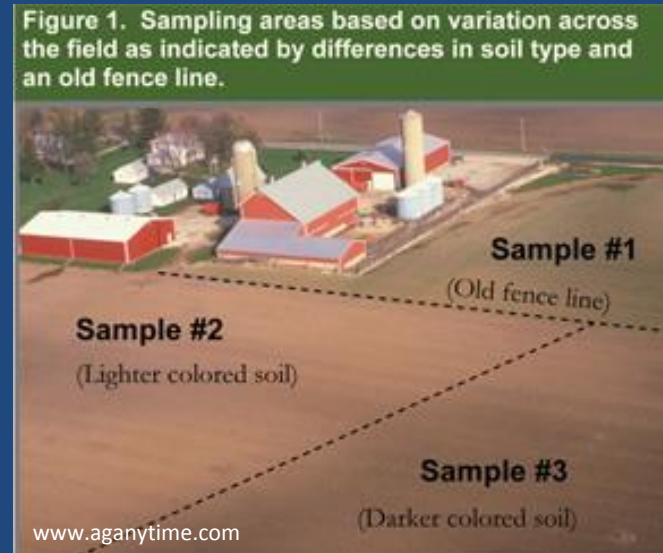 Figure 1. Sampling areas based on variation across
the field as indicated by differences in soil type and
an old fence line.
Sample #1
(Old fence line)
Sample #2
(Lighter colored soil)
Sample #3
(Darker colored soil)
www.aganytime.com